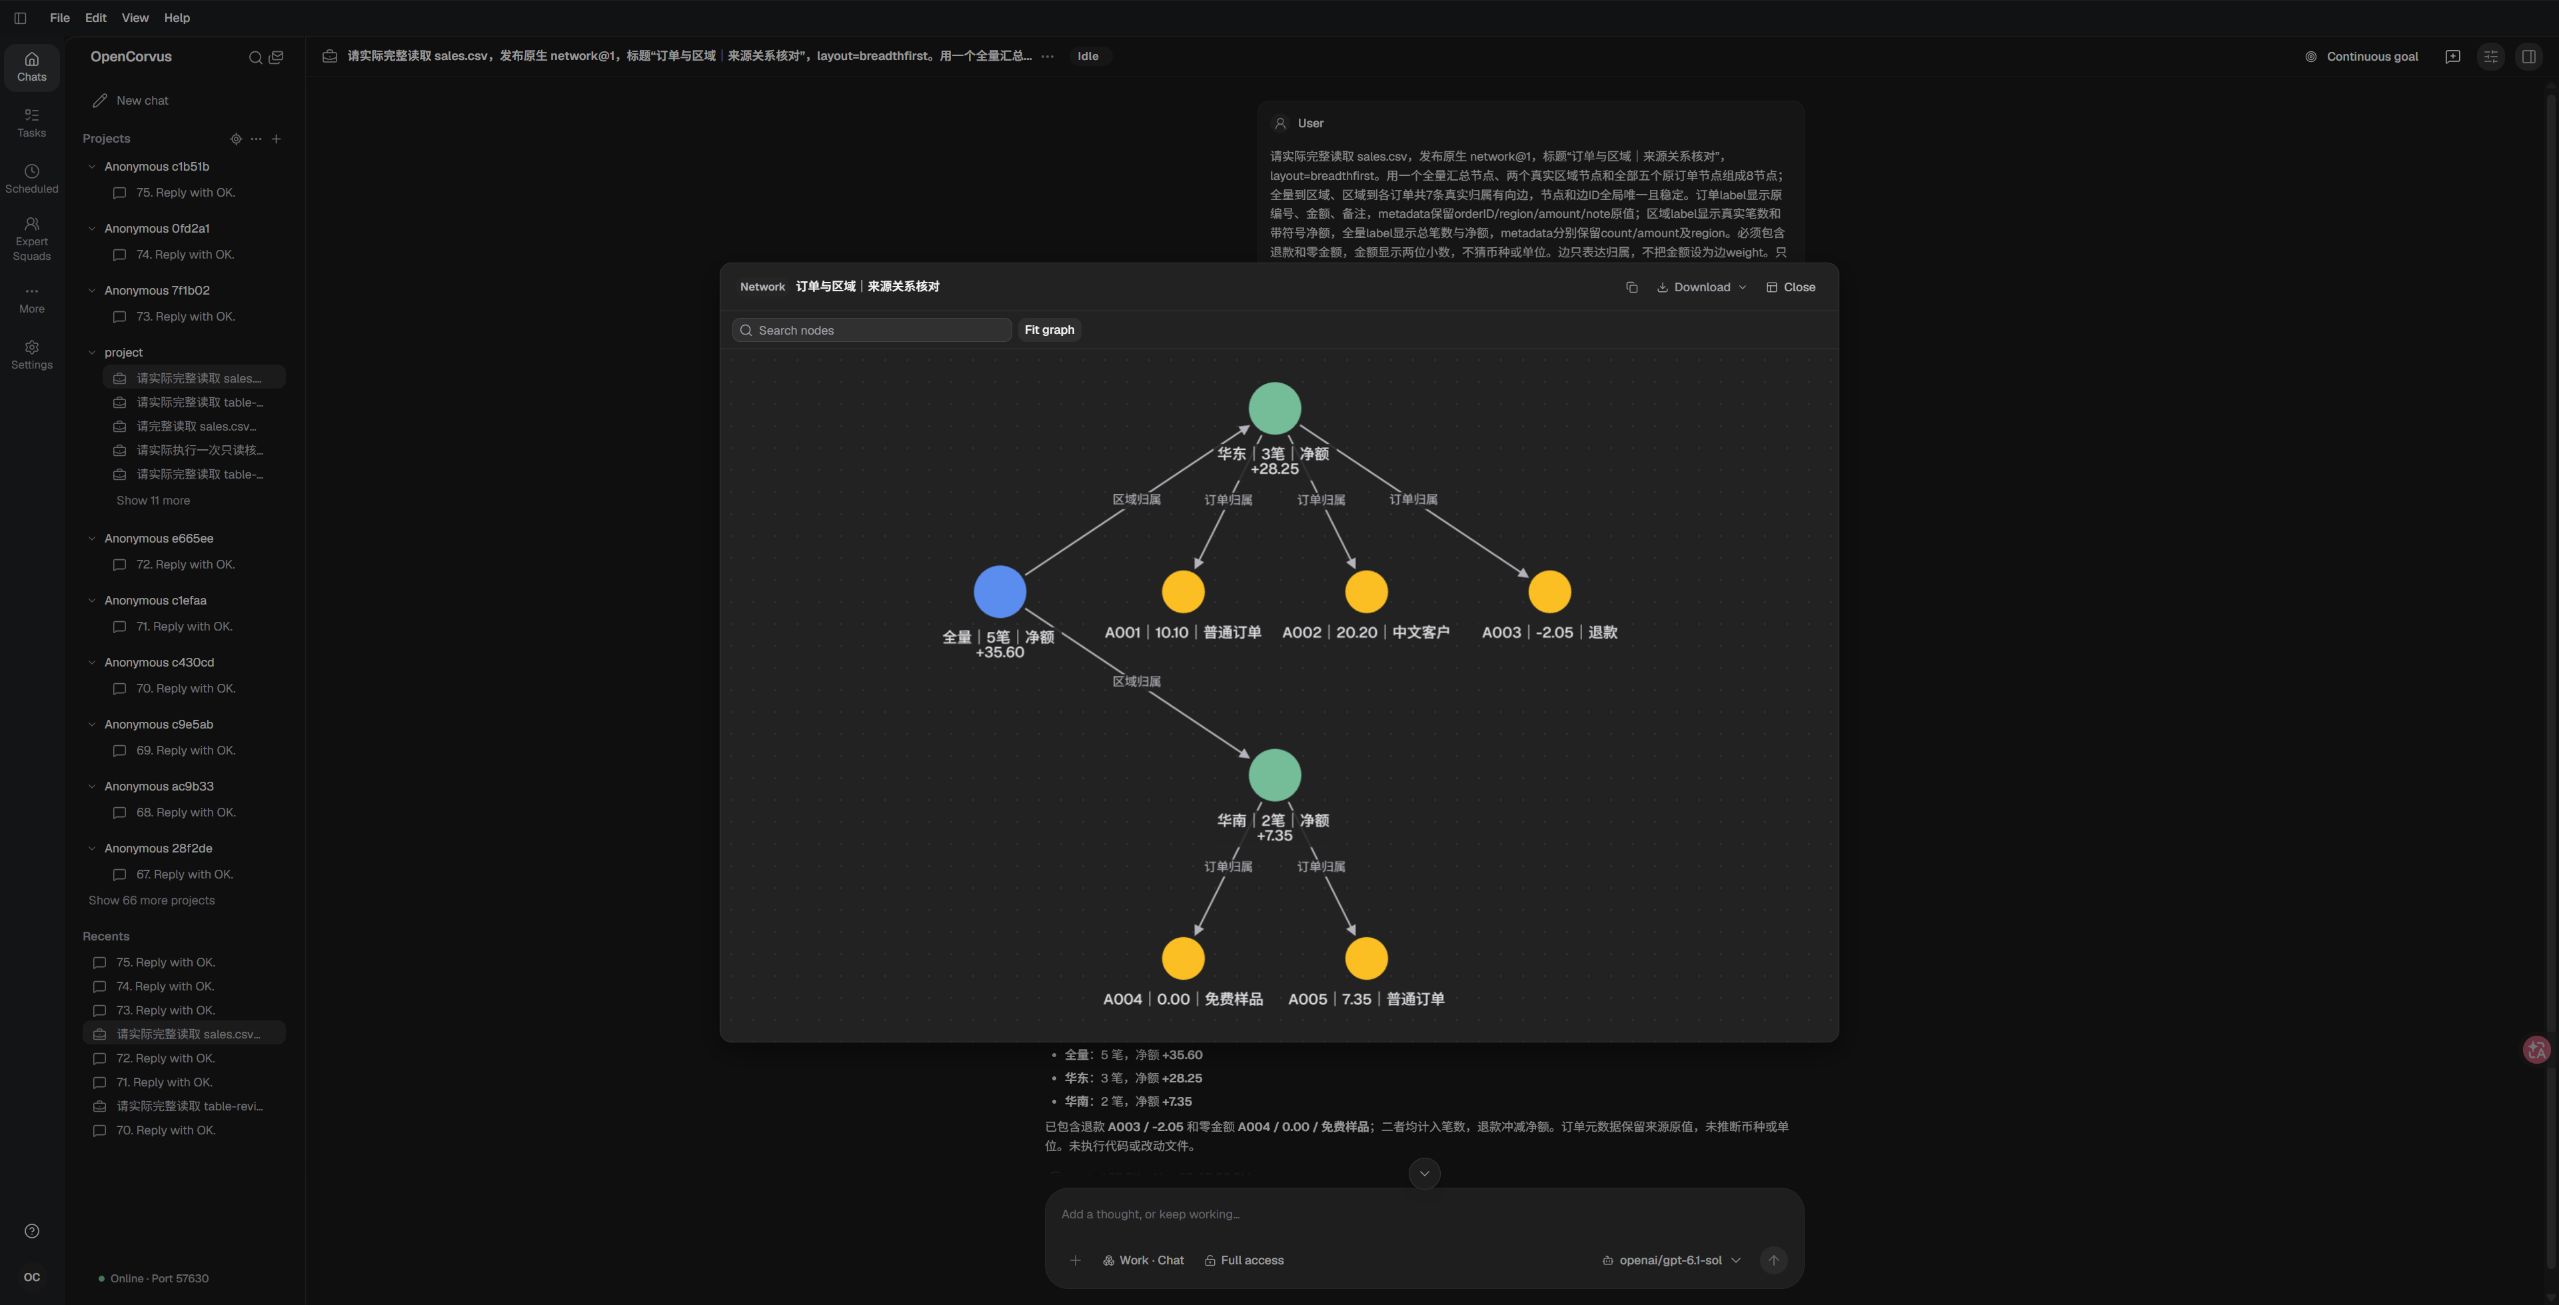 File Edit View Help
Chats
Tasks
Scheduled
Expert
Squads
More
Settings
OC
OpenCorvus
New chat
Projects
Anonymous c1b51b
75. Reply with OK.
Anonymous 0fd2a1
74. Reply with OK.
Anonymous 7f1b02
73. Reply with OK.
project
请实际完整读取 sales....
请实际完整读取 table-...
请完整读取 sales.csv...
请实际执行一次只读核...
请实际完整读取 table-...
Show 11 more
Anonymous e665ee
72. Reply with OK.
Anonymous c1efaa
71. Reply with OK.
Anonymous c430cd
70. Reply with OK.
Anonymous c9e5ab
69. Reply with OK.
Anonymous ac9b33
68. Reply with OK.
Anonymous 28f2de
67. Reply with OK.
Show 66 more projects
Recents
75. Reply with OK.
74. Reply with OK.
73. Reply with OK.
请实际完整读取 sales.csv...
72. Reply with OK.
71. Reply with OK.
请实际完整读取 table-revi...
70. Reply with OK.
Online · Port 57630
请实际完整读取 sales.csv，发布原生 network@1，标题“订单与区域｜来源关系核对”，layout=breadthfirst。用一个全量汇总... ... Idle
Continuous goal
User
请实际完整读取 sales.csv，发布原生 network@1，标题“订单与区域｜来源关系核对”，
layout=breadthfirst。用一个全量汇总节点、两个真实区域节点和全部五个原订单节点组成8节点；
全量到区域、区域到各订单共7条真实归属有向边，节点和边ID全局唯一且稳定。订单label显示原
编号、金额、备注，metadata保留orderID/region/amount/note原值；区域label显示真实笔数和
带符号净额，全量label显示总笔数与净额，metadata分别保留count/amount及region。必须包含
退款和零金额，金额显示两位小数，不猜币种或单位。边只表达归属，不把金额设为边weight。只
Network 订单与区域｜来源关系核对
Download
Close
Search nodes
Fit graph
华东｜3笔｜净额
+28.25
区域归属 订单归属 订单归属 订单归属
全量｜5笔｜净额
+35.60
A001｜10.10｜普通订单 A002｜20.20｜中文客户 A003｜-2.05｜退款
区域归属
华南｜2笔｜净额
+7.35
订单归属 订单归属
A004｜0.00｜免费样品 A005｜7.35｜普通订单
• 全量：5 笔，净额 +35.60
• 华东：3 笔，净额 +28.25
• 华南：2 笔，净额 +7.35
已包含退款 A003 / -2.05 和零金额 A004 / 0.00 / 免费样品；二者均计入笔数，退款冲减净额。订单元数据保留来源原值，未推断币种或单
位。未执行代码或改动文件。
Add a thought, or keep working...
Work · Chat
Full access
openai/gpt-6.1-sol